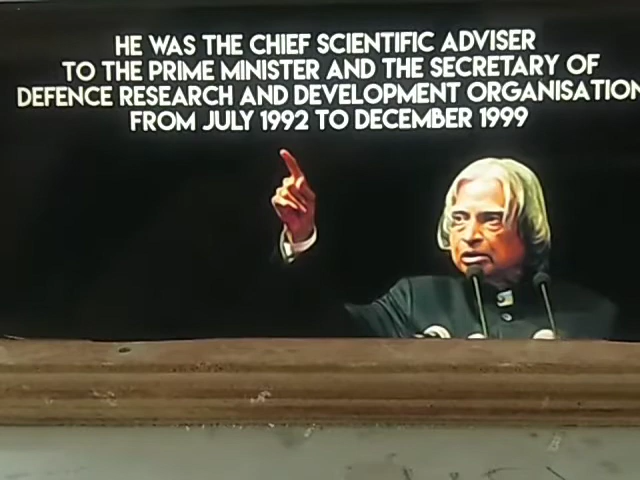 HE WAS THE CHIEF SCIENTIFIC ADVISER
TO THE PRIME MINISTER AND THE SECRETARY OF
DEFENCE RESEARCH AND DEVELOPMENT ORGANISATION
FROM JULY 1992 TO DECEMBER 1999